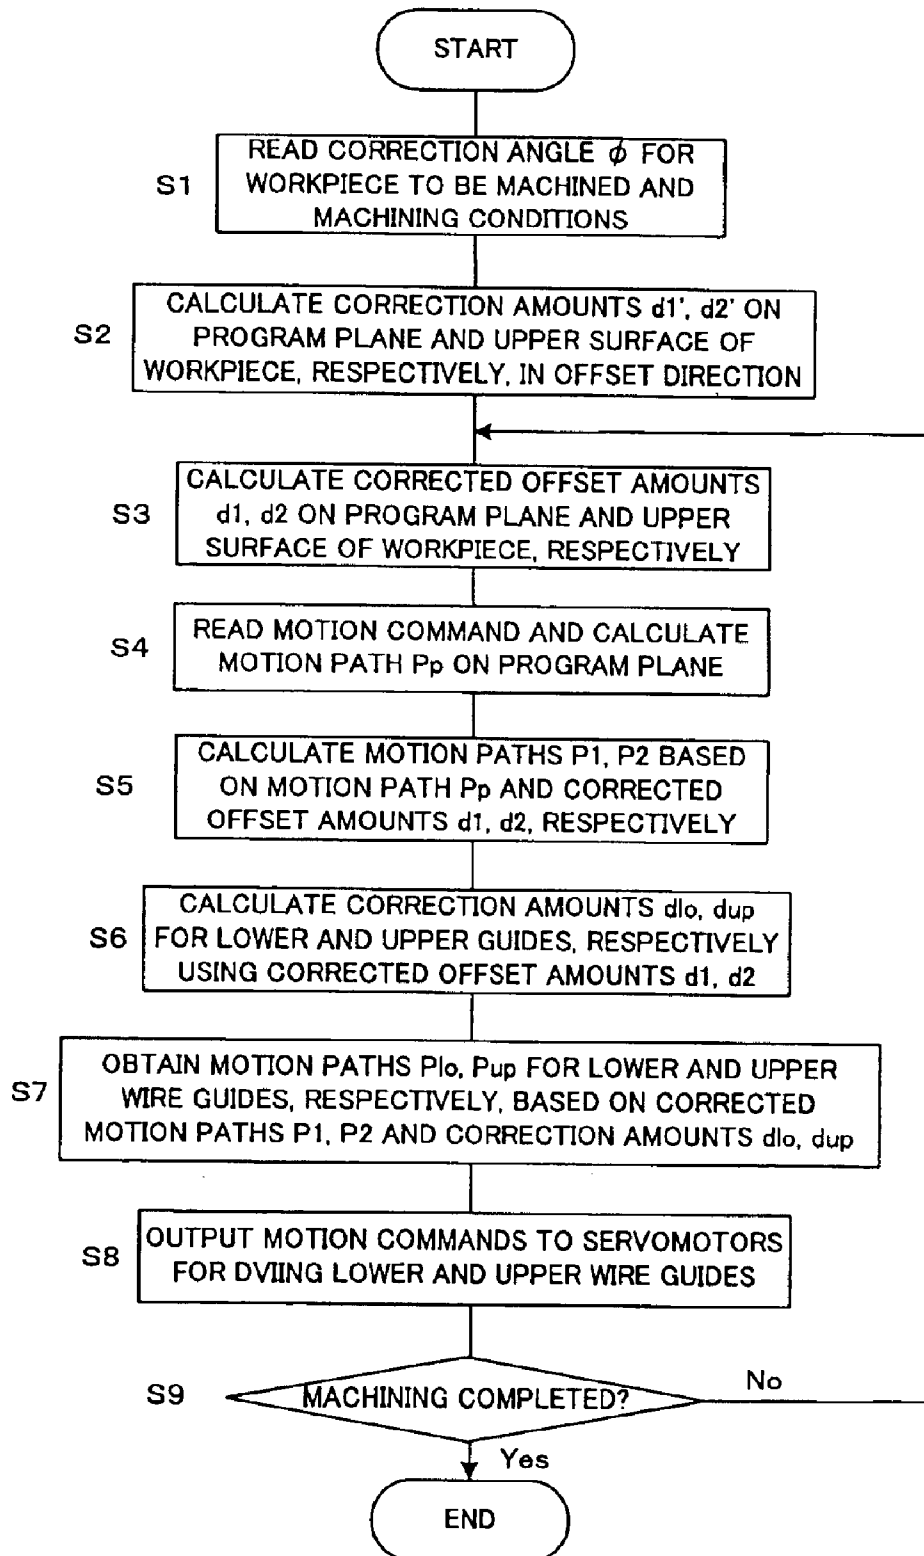 START
S1
READ CORRECTION ANGLE ϕ FOR
WORKPIECE TO BE MACHINED AND
MACHINING CONDITIONS
S2
CALCULATE CORRECTION AMOUNTS d1', d2' ON
PROGRAM PLANE AND UPPER SURFACE OF
WORKPIECE, RESPECTIVELY, IN OFFSET DIRECTION
S3
CALCULATE CORRECTED OFFSET AMOUNTS
d1, d2 ON PROGRAM PLANE AND UPPER
SURFACE OF WORKPIECE, RESPECTIVELY
S4
READ MOTION COMMAND AND CALCULATE
MOTION PATH Pp ON PROGRAM PLANE
S5
CALCULATE MOTION PATHS P1, P2 BASED
ON MOTION PATH Pp AND CORRECTED
OFFSET AMOUNTS d1, d2, RESPECTIVELY
S6
CALCULATE CORRECTION AMOUNTS dlo, dup
FOR LOWER AND UPPER GUIDES, RESPECTIVELY
USING CORRECTED OFFSET AMOUNTS d1, d2
S7
OBTAIN MOTION PATHS Plo, Pup FOR LOWER AND UPPER
WIRE GUIDES, RESPECTIVELY, BASED ON CORRECTED
MOTION PATHS P1, P2 AND CORRECTION AMOUNTS dlo, dup
S8
OUTPUT MOTION COMMANDS TO SERVOMOTORS
FOR DVIING LOWER AND UPPER WIRE GUIDES
S9
MACHINING COMPLETED?
No
Yes
END